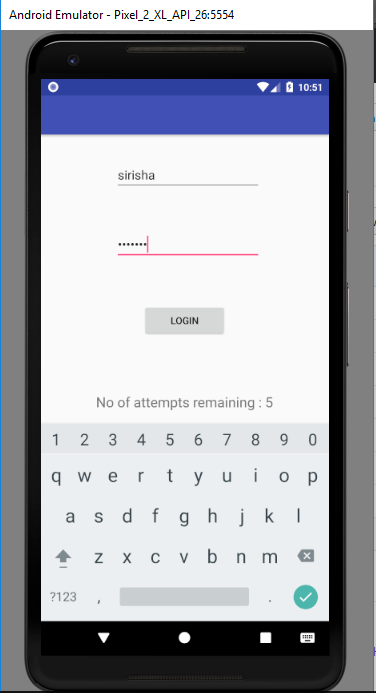 Android Emulator - Pixel_2_XL_API_26:5554
10:51
sirisha
•••••••
LOGIN
No of attempts remaining : 5
1 2 3 4 5 6 7 8 9 0
q w e r t y u i o p
a s d f g h j k l
z x c v b n m
?123 , .